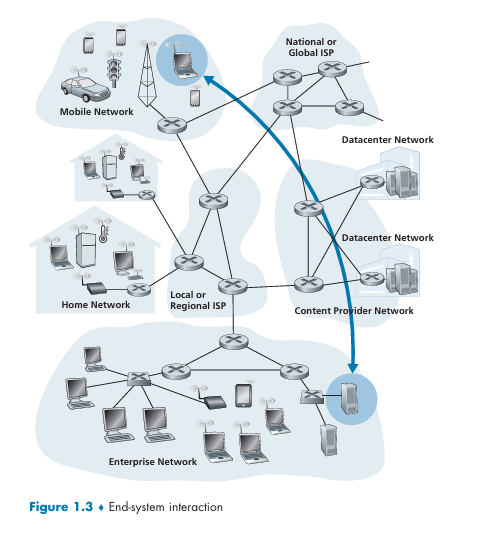 National or
Global ISP
Mobile Network
Datacenter Network
Datacenter Network
Home Network
Local or
Regional ISP
Content Provider Network
Enterprise Network
Figure 1.3 ♦ End-system interaction